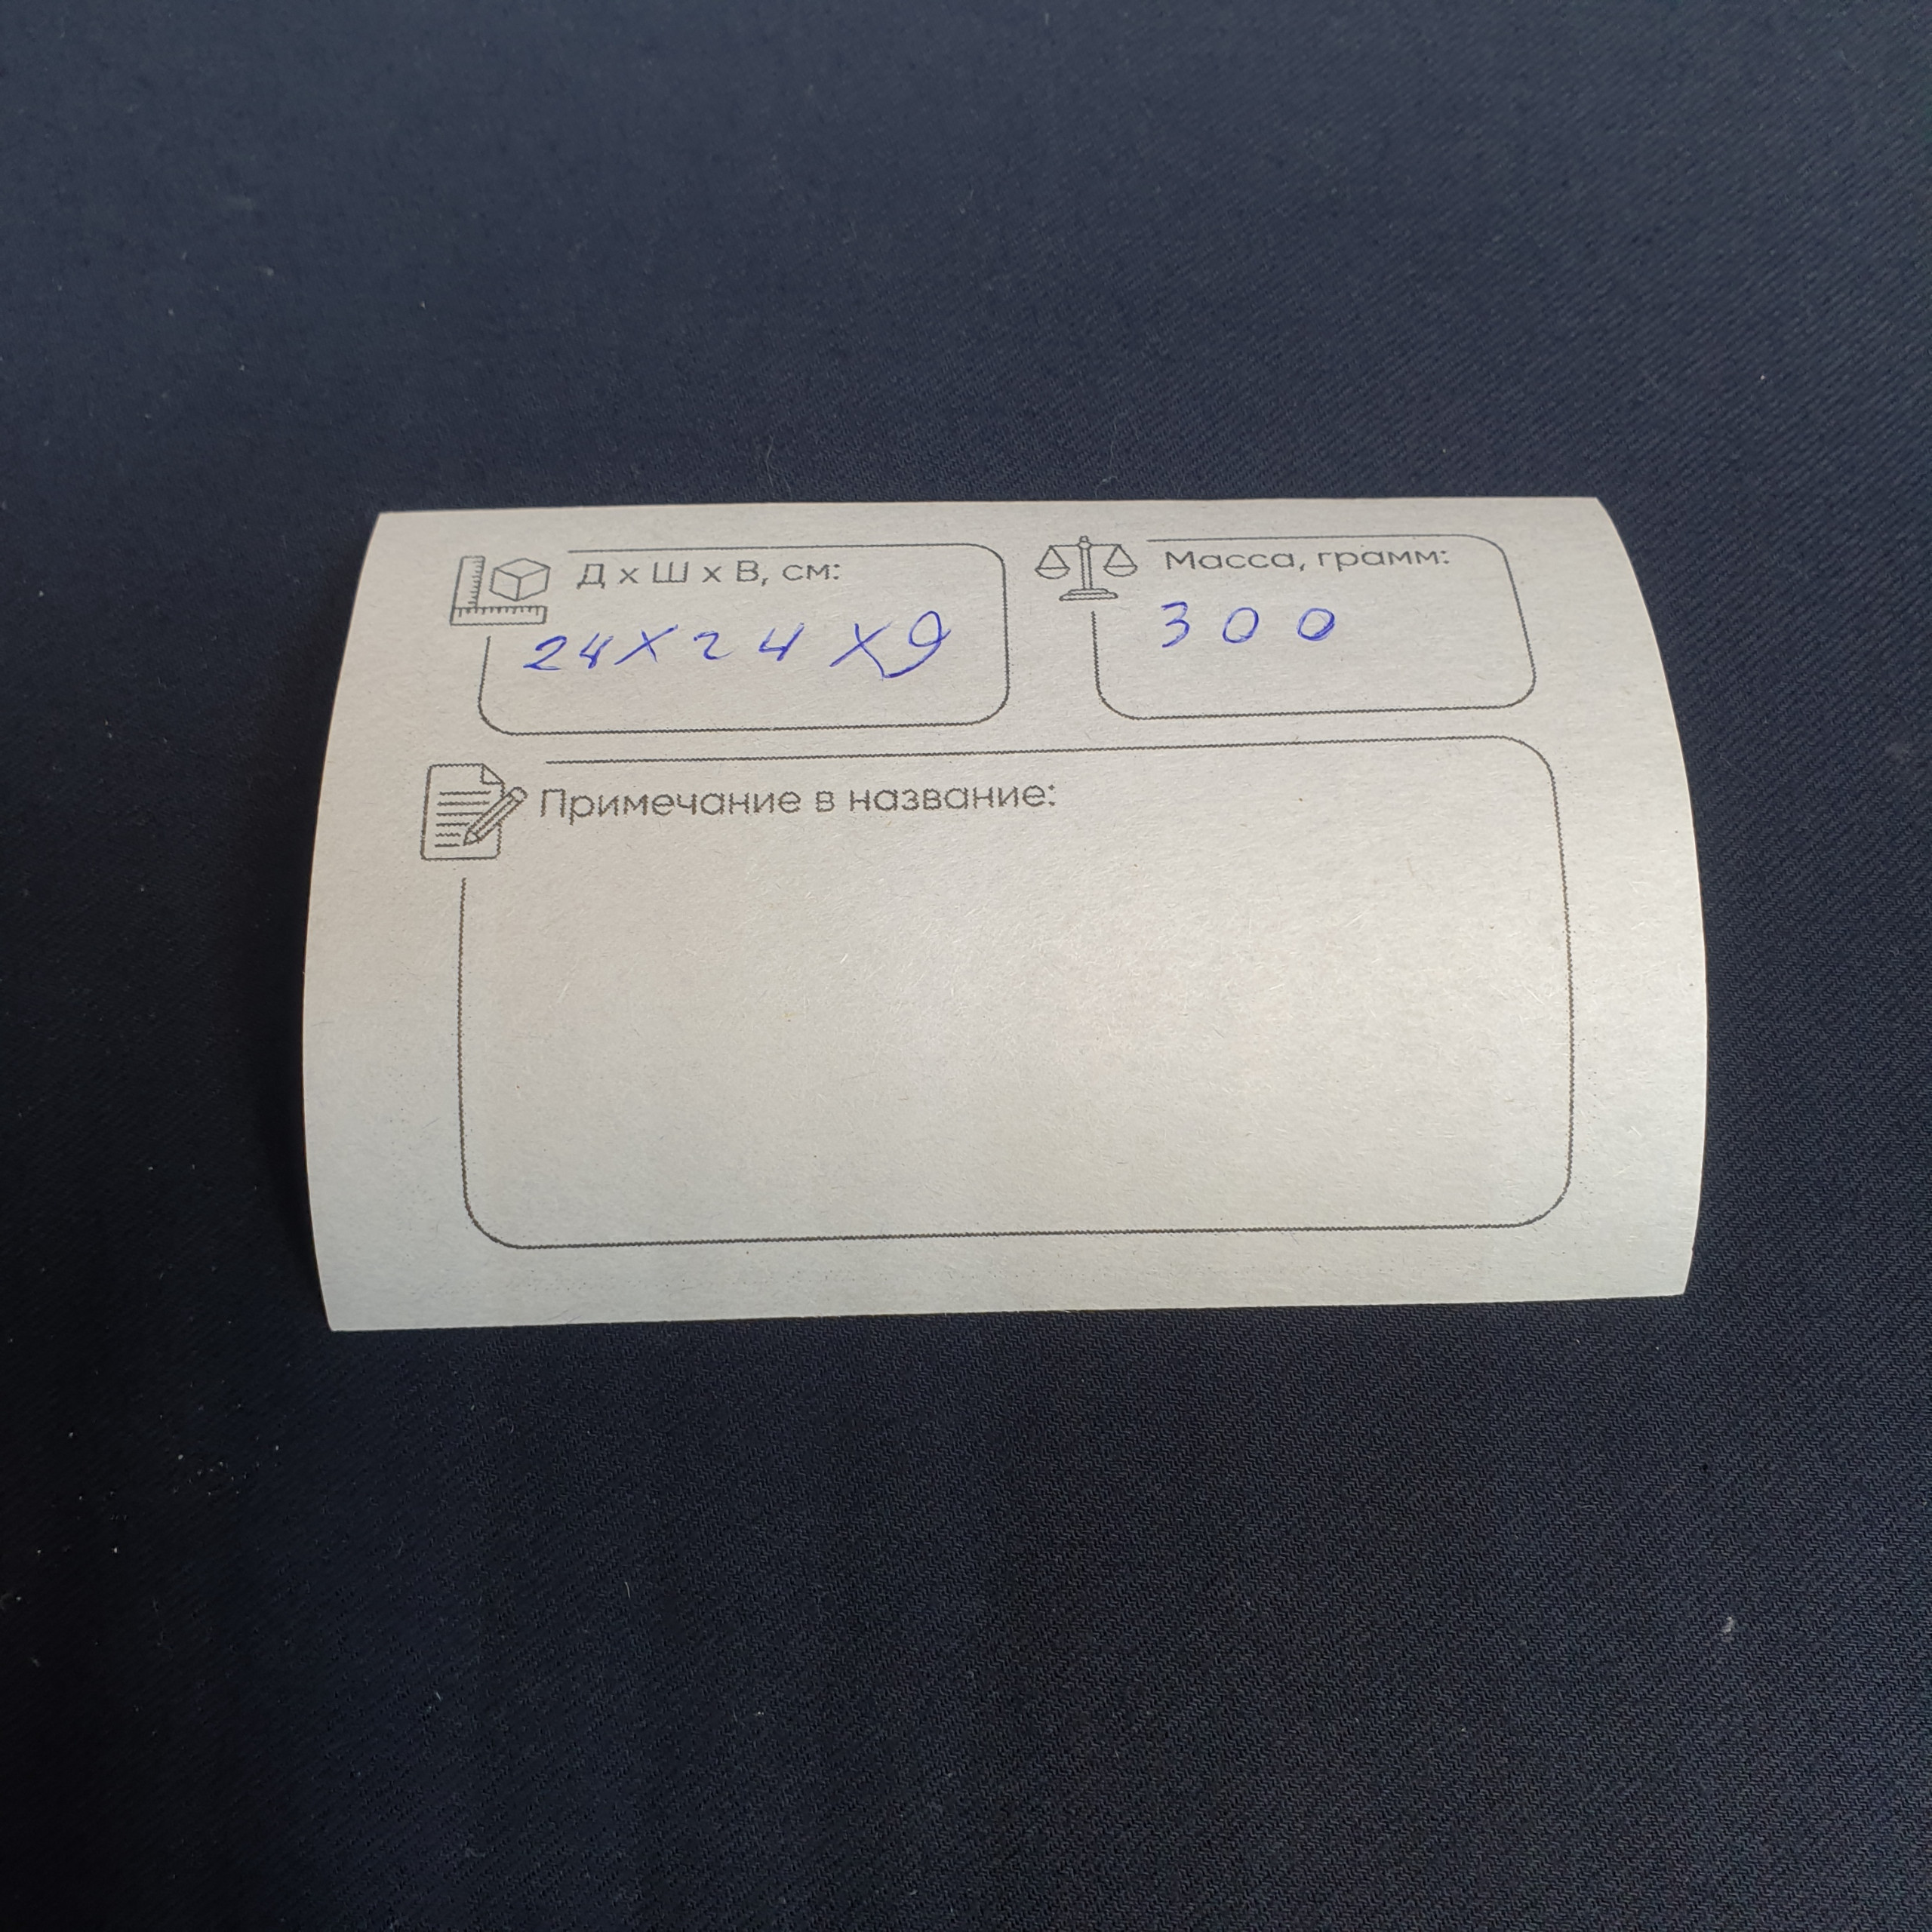 Д х Ш х В, см:
24х24х9
Масса, грамм:
300
Примечание в название: